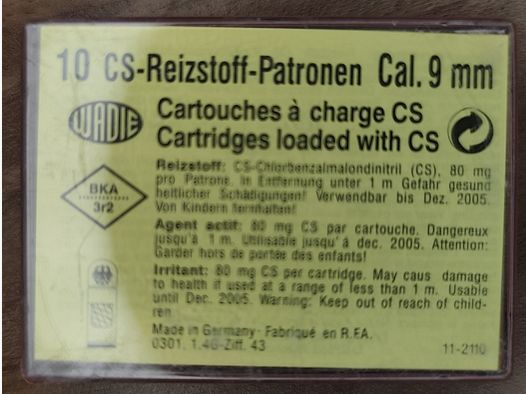 10 CS-Reizstoff-Patronen Cal. 9 mm
WADIE
Cartouches à charge CS
Cartridges loaded with CS
BKA
3r2
Reizstoff: CS-Chlorbenzalmalondinitril (CS), 80 mg
pro Patrone. In Entfernung unter 1 m Gefahr gesund
heitlicher Schädigungen! Verwendbar bis Dez. 2005.
Von Kindern fernhalten!
Agent actif: 80 mg CS par cartouche. Dangereux
jusqu'à 1 m. Utilisable jusqu'à dec. 2005. Attention:
Garder hors de portée des enfants!
Irritant: 80 mg CS per cartridge. May caus damage
to health if used at a range of less than 1 m. Usable
until Dec. 2005. Warning: Keep out of reach of child-
ren
Made in Germany · Fabriqué en R.F.A.
0301. 1.4G-Ziff. 43
11-2110